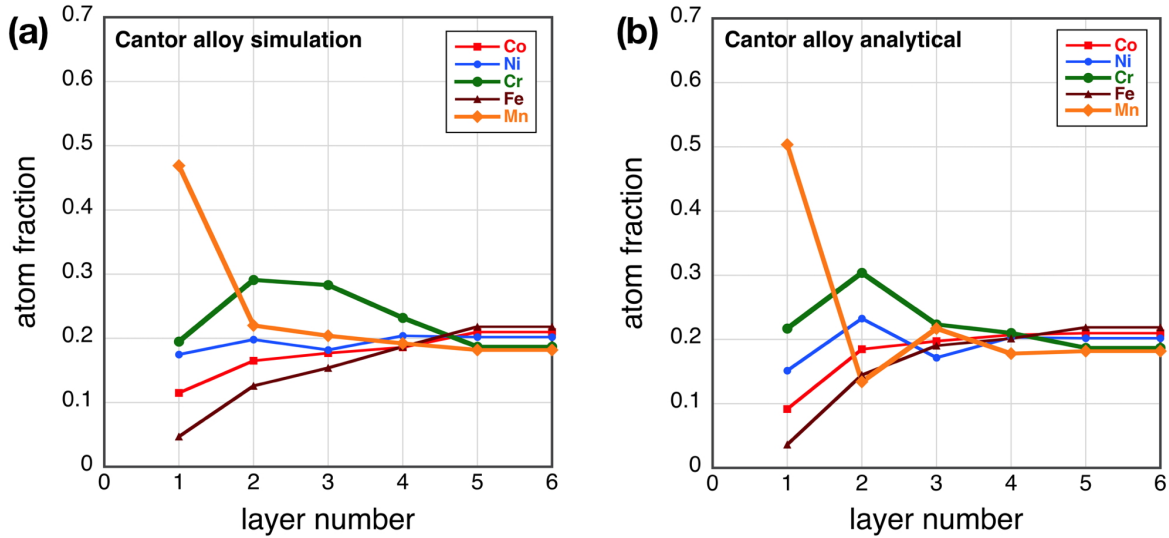 (a)
Cantor alloy simulation
Co
Ni
Cr
Fe
Mn
0.7
0.6
0.5
0.4
0.3
0.2
0.1
0
atom fraction
0 1 2 3 4 5 6
layer number
(b)
Cantor alloy analytical
Co
Ni
Cr
Fe
Mn
0.7
0.6
0.5
0.4
0.3
0.2
0.1
0
atom fraction
0 1 2 3 4 5 6
layer number